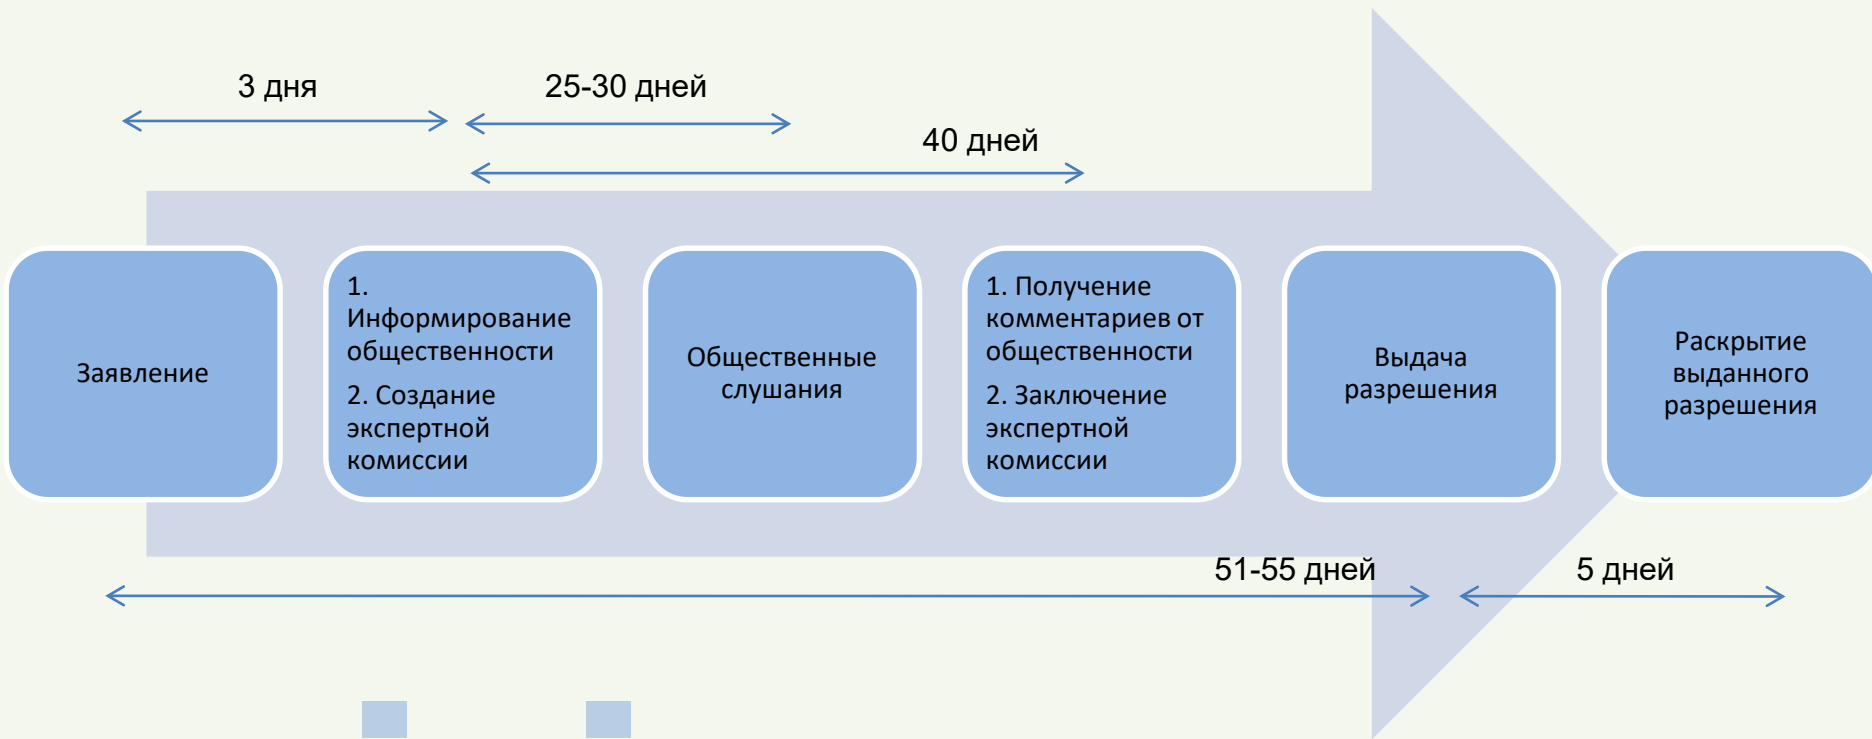 3 дня
25-30 дней
40 дней
Заявление
1.
Информирование
общественности
2. Создание
экспертной
комиссии
Общественные
слушания
1. Получение
комментариев от
общественности
2. Заключение
экспертной
комиссии
Выдача
разрешения
Раскрытие
выданного
разрешения
51-55 дней
5 дней